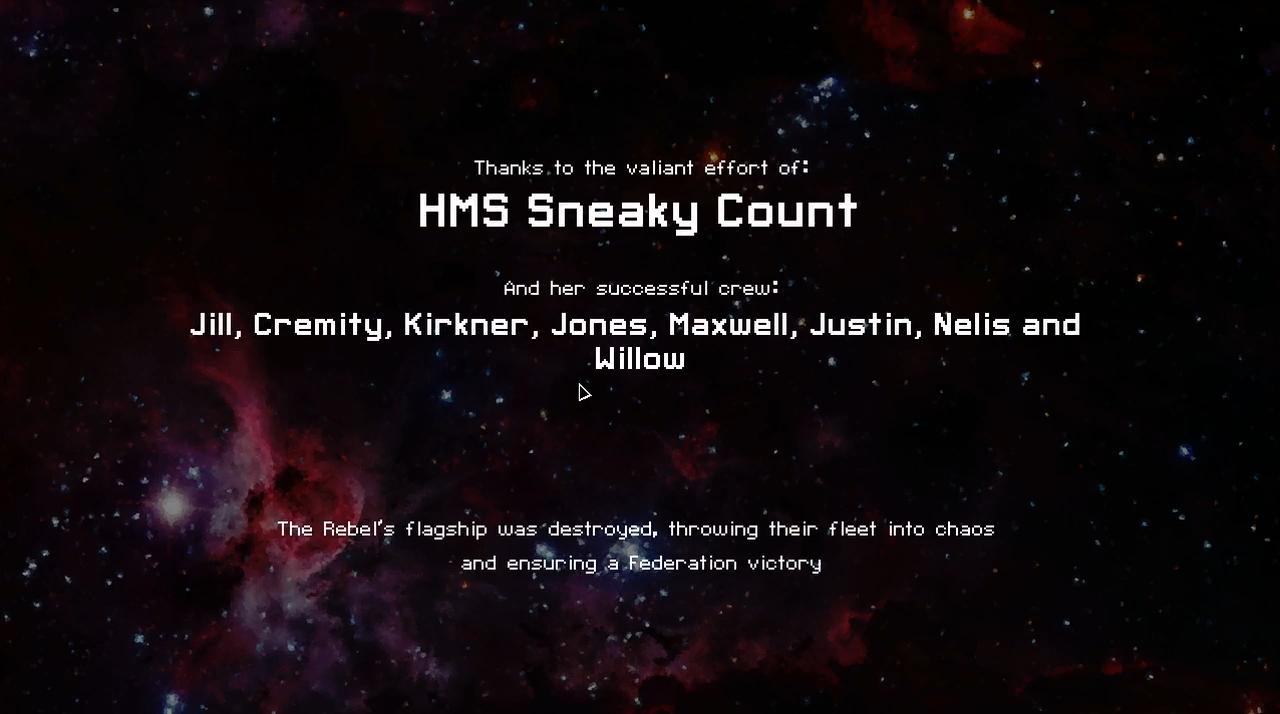 Thanks to the valiant effort of:
HMS Sneaky Count
And her successful crew:
Jill, Cremity, Kirkner, Jones, Maxwell, Justin, Nelis and
Willow
The Rebel's flagship was destroyed, throwing their fleet into chaos
and ensuring a Federation victory